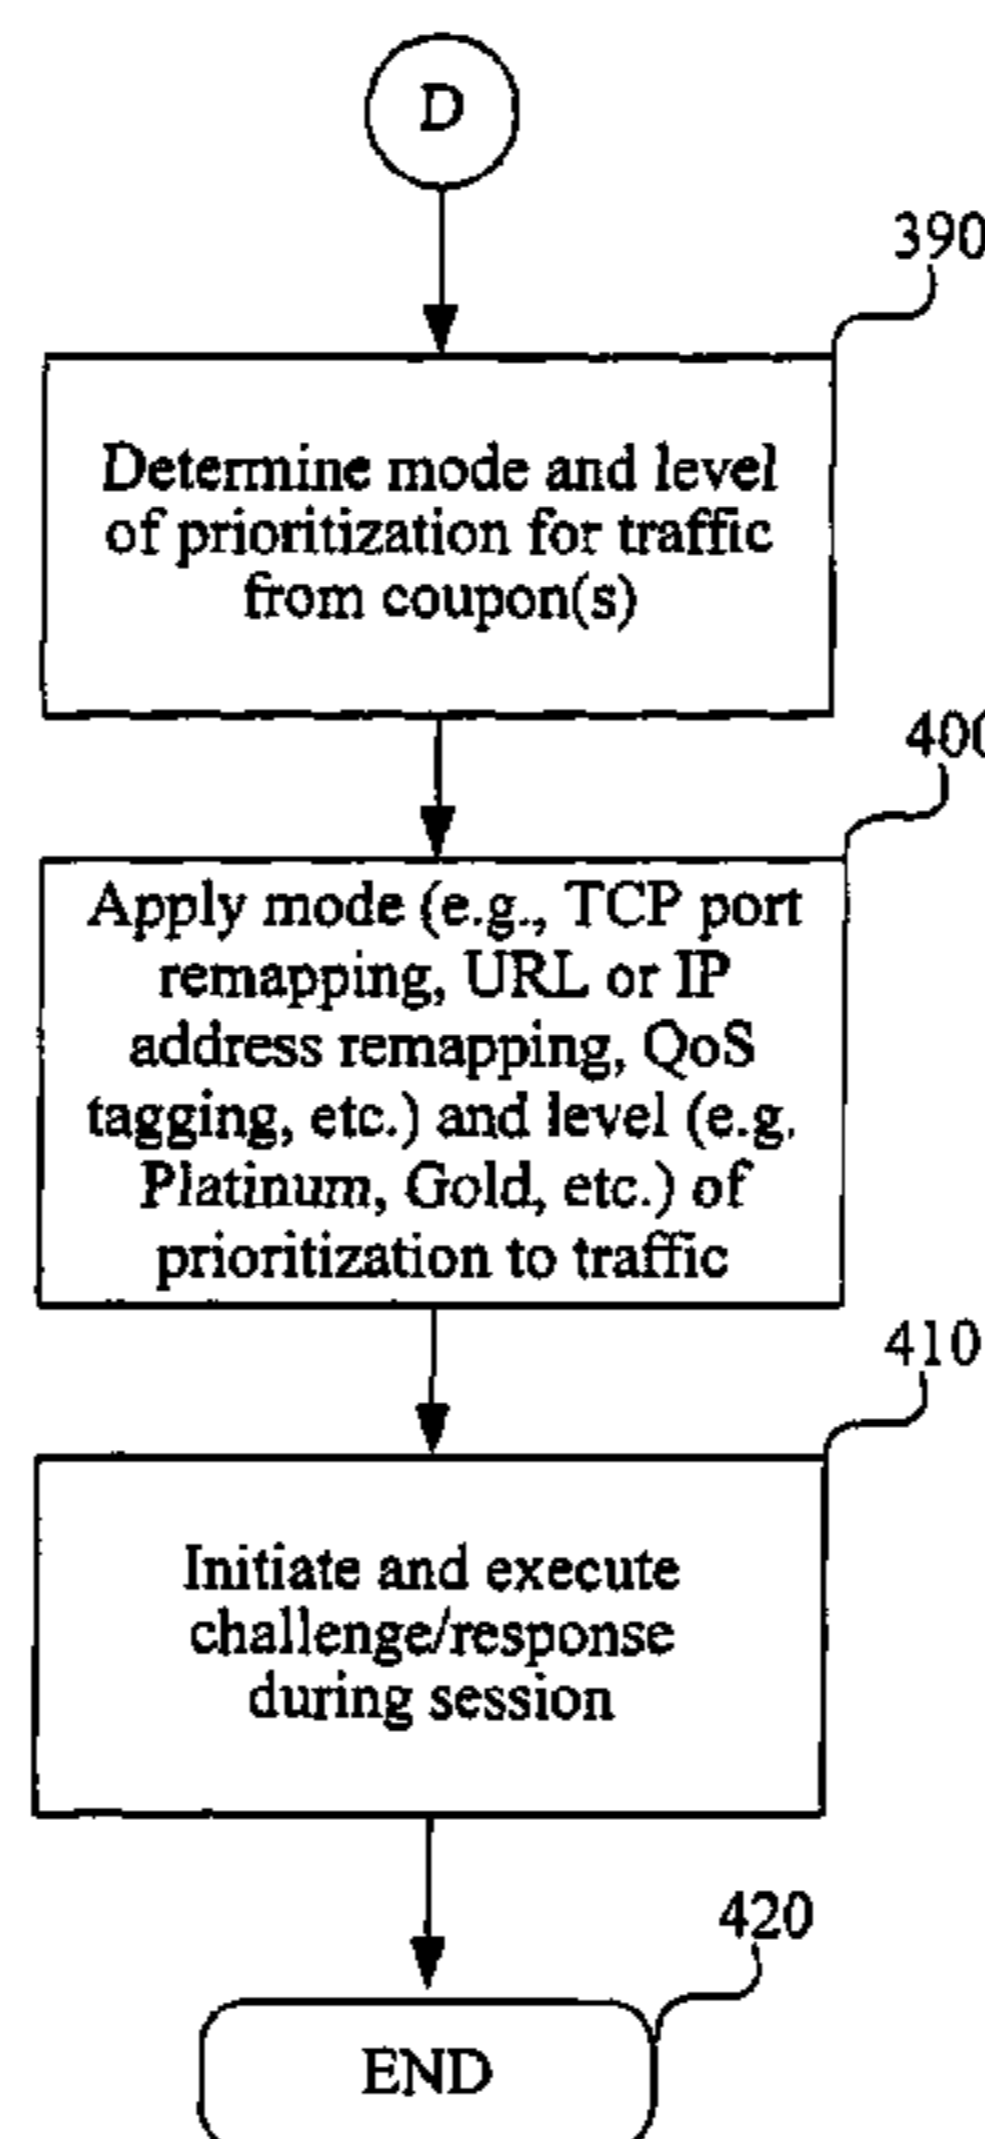 D
390
Determine mode and level
of prioritization for traffic
from coupon(s)
400
Apply mode (e.g., TCP port
remapping, URL or IP
address remapping, QoS
tagging, etc.) and level (e.g.
Platinum, Gold, etc.) of
prioritization to traffic
410
Initiate and execute
challenge/response
during session
420
END